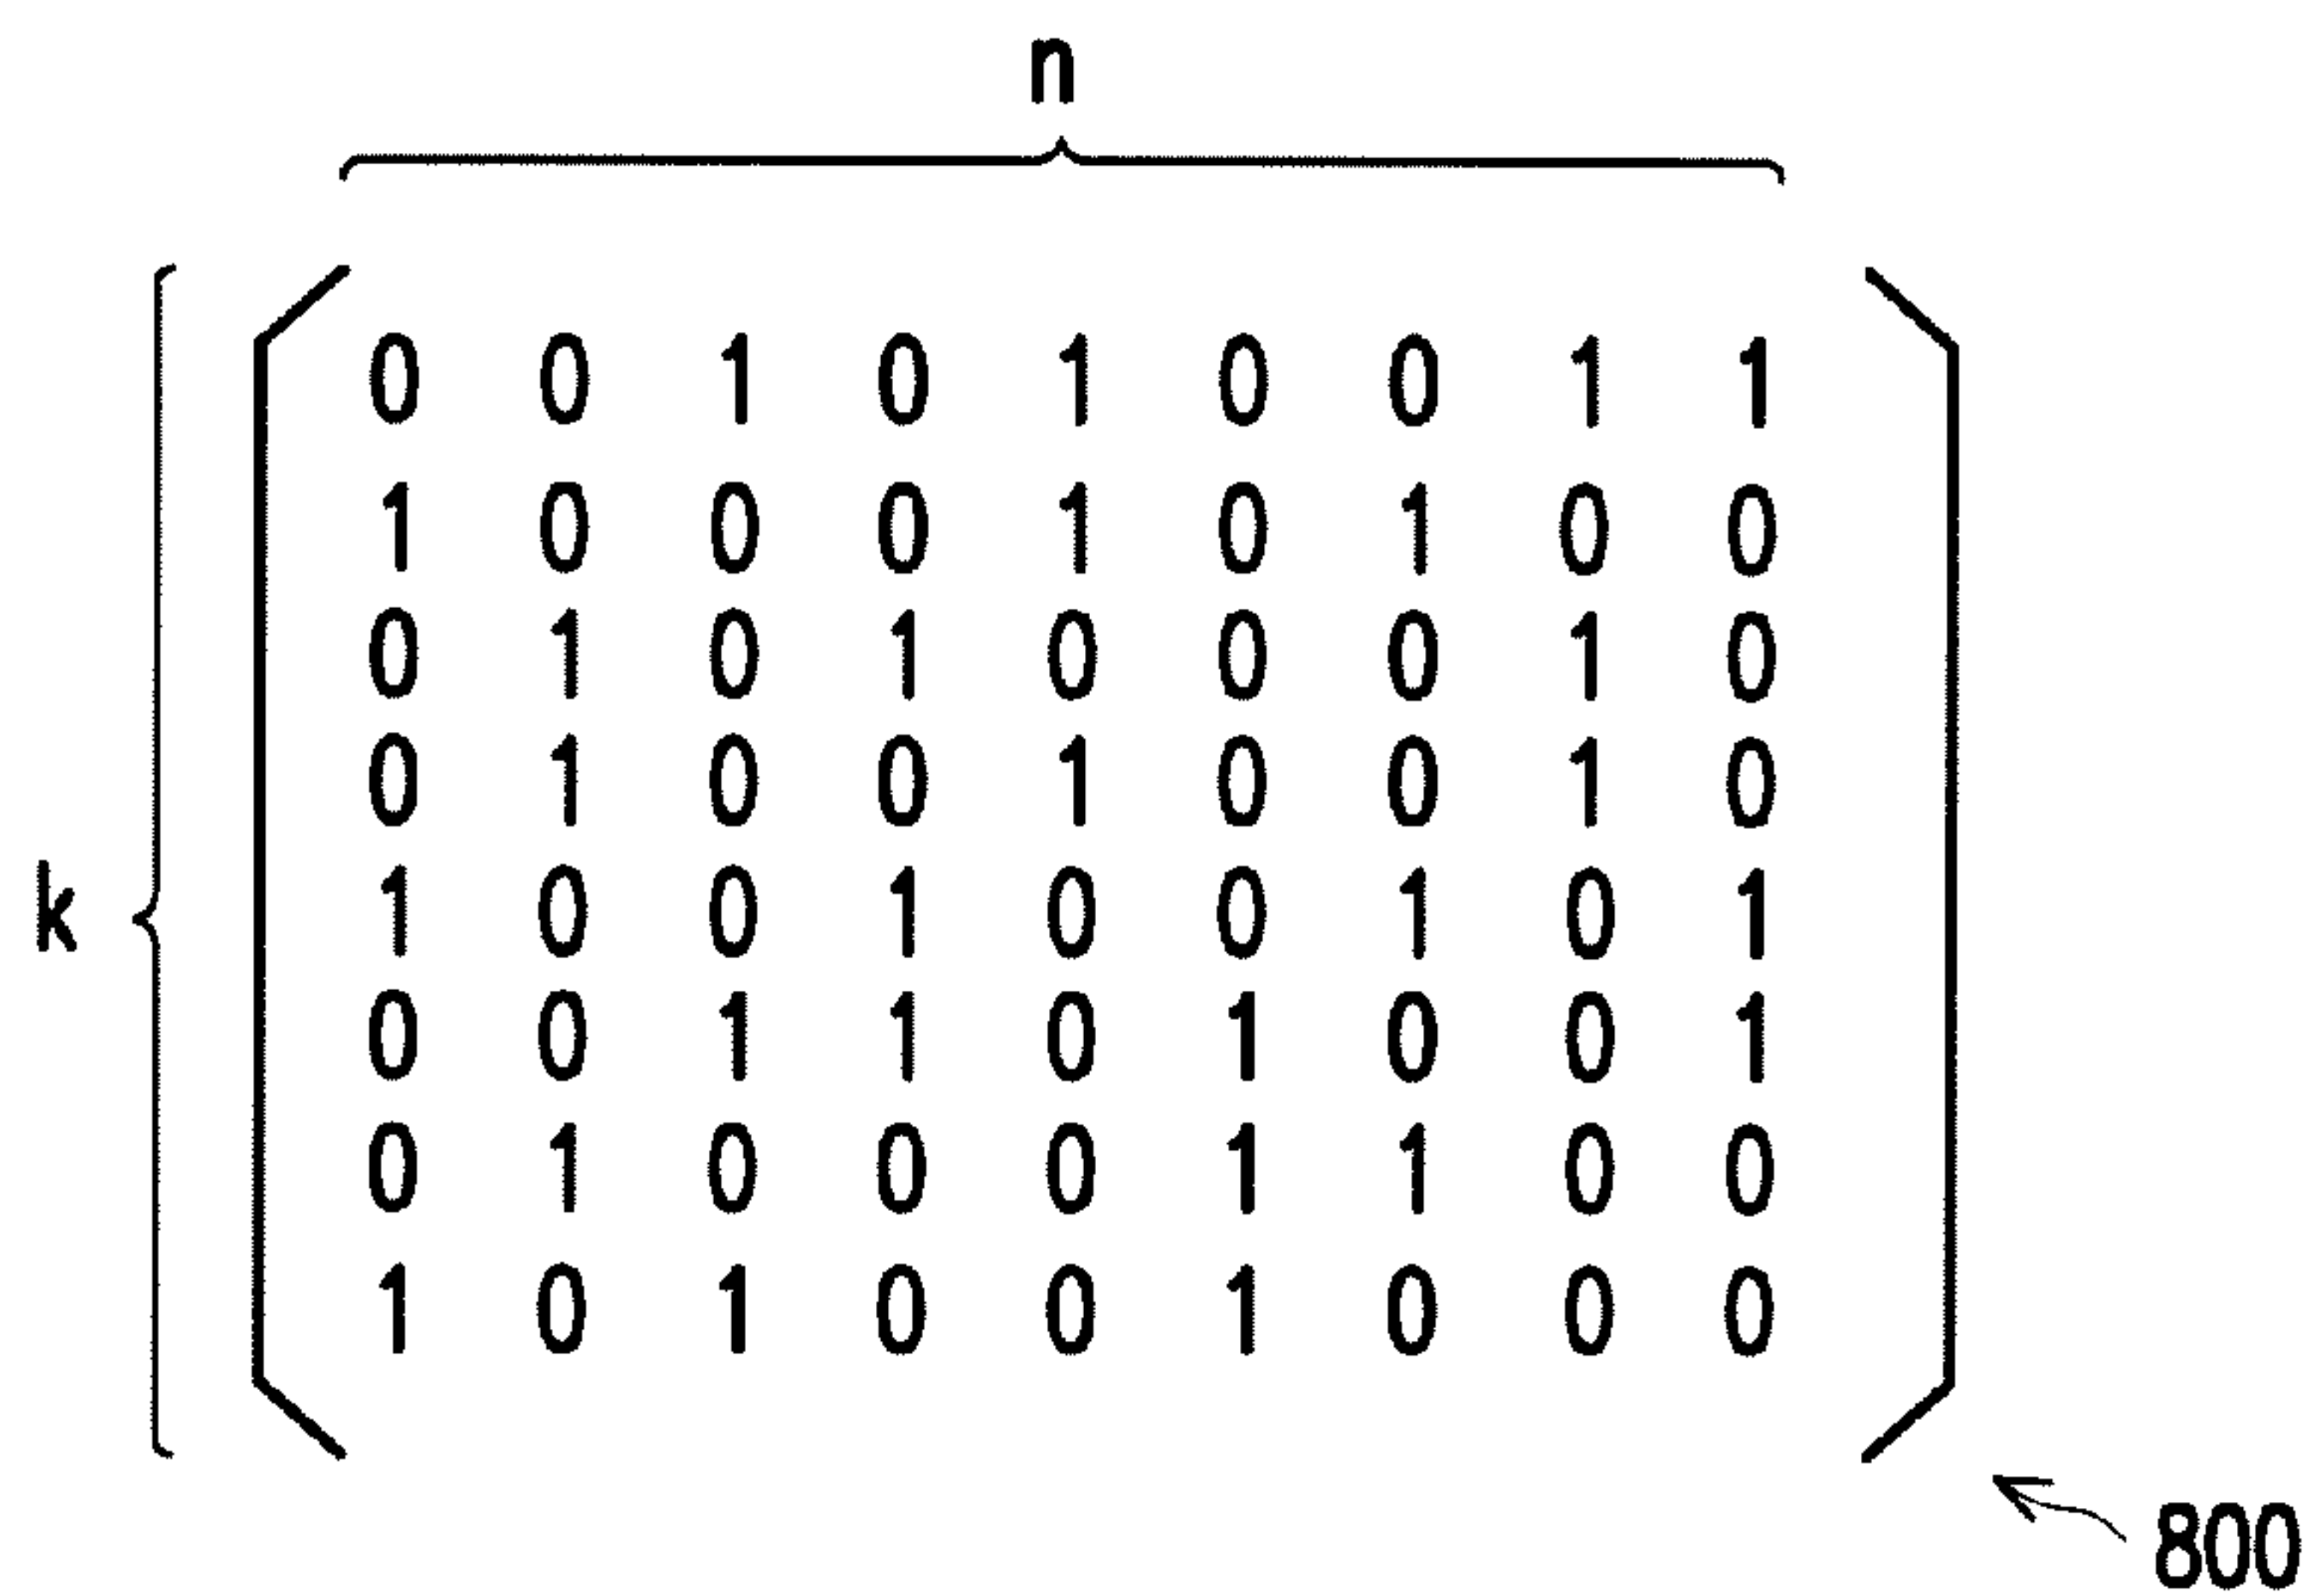 n
0 0 1 0 1 0 0 1 1
1 0 0 0 1 0 1 0 0
0 1 0 1 0 0 0 1 0
0 1 0 0 1 0 0 1 0
k
1 0 0 1 0 0 1 0 1
0 0 1 1 0 1 0 0 1
0 1 0 0 0 1 1 0 0
1 0 1 0 0 1 0 0 0
800